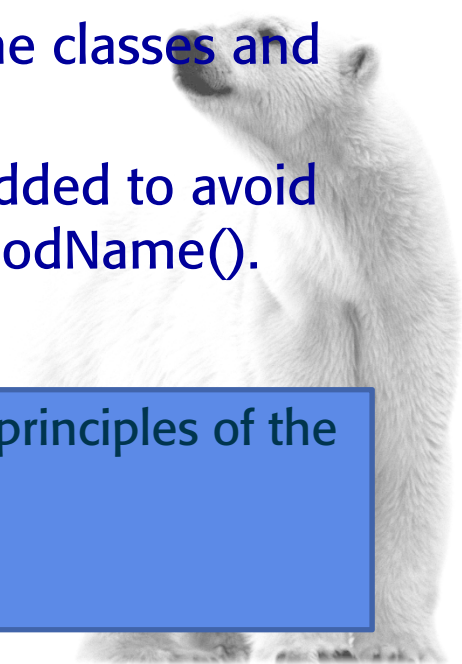 ne classes and
dded to avoid
odName().
principles of the